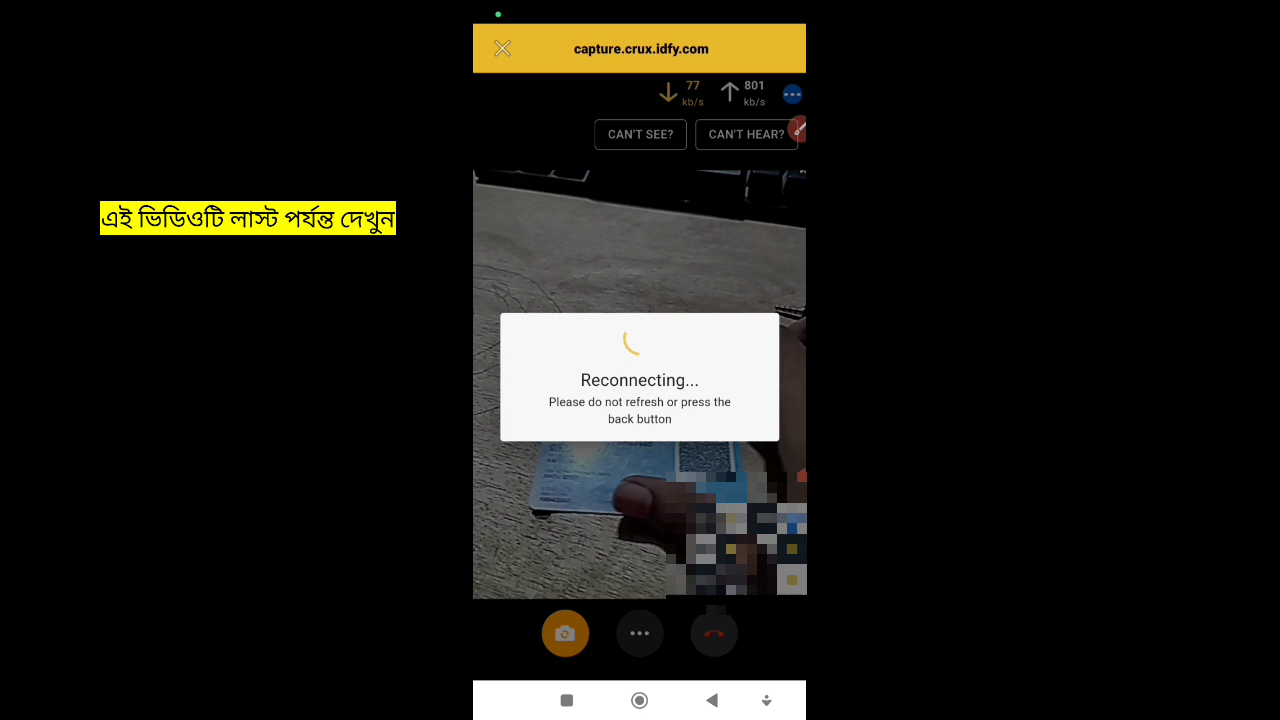 capture.crux.idfy.com
77 801
kb/s kb/s
CAN'T SEE? CAN'T HEAR?
এই ভিডিওটি লাস্ট পর্যন্ত দেখুন
Reconnecting...
Please do not refresh or press the
back button